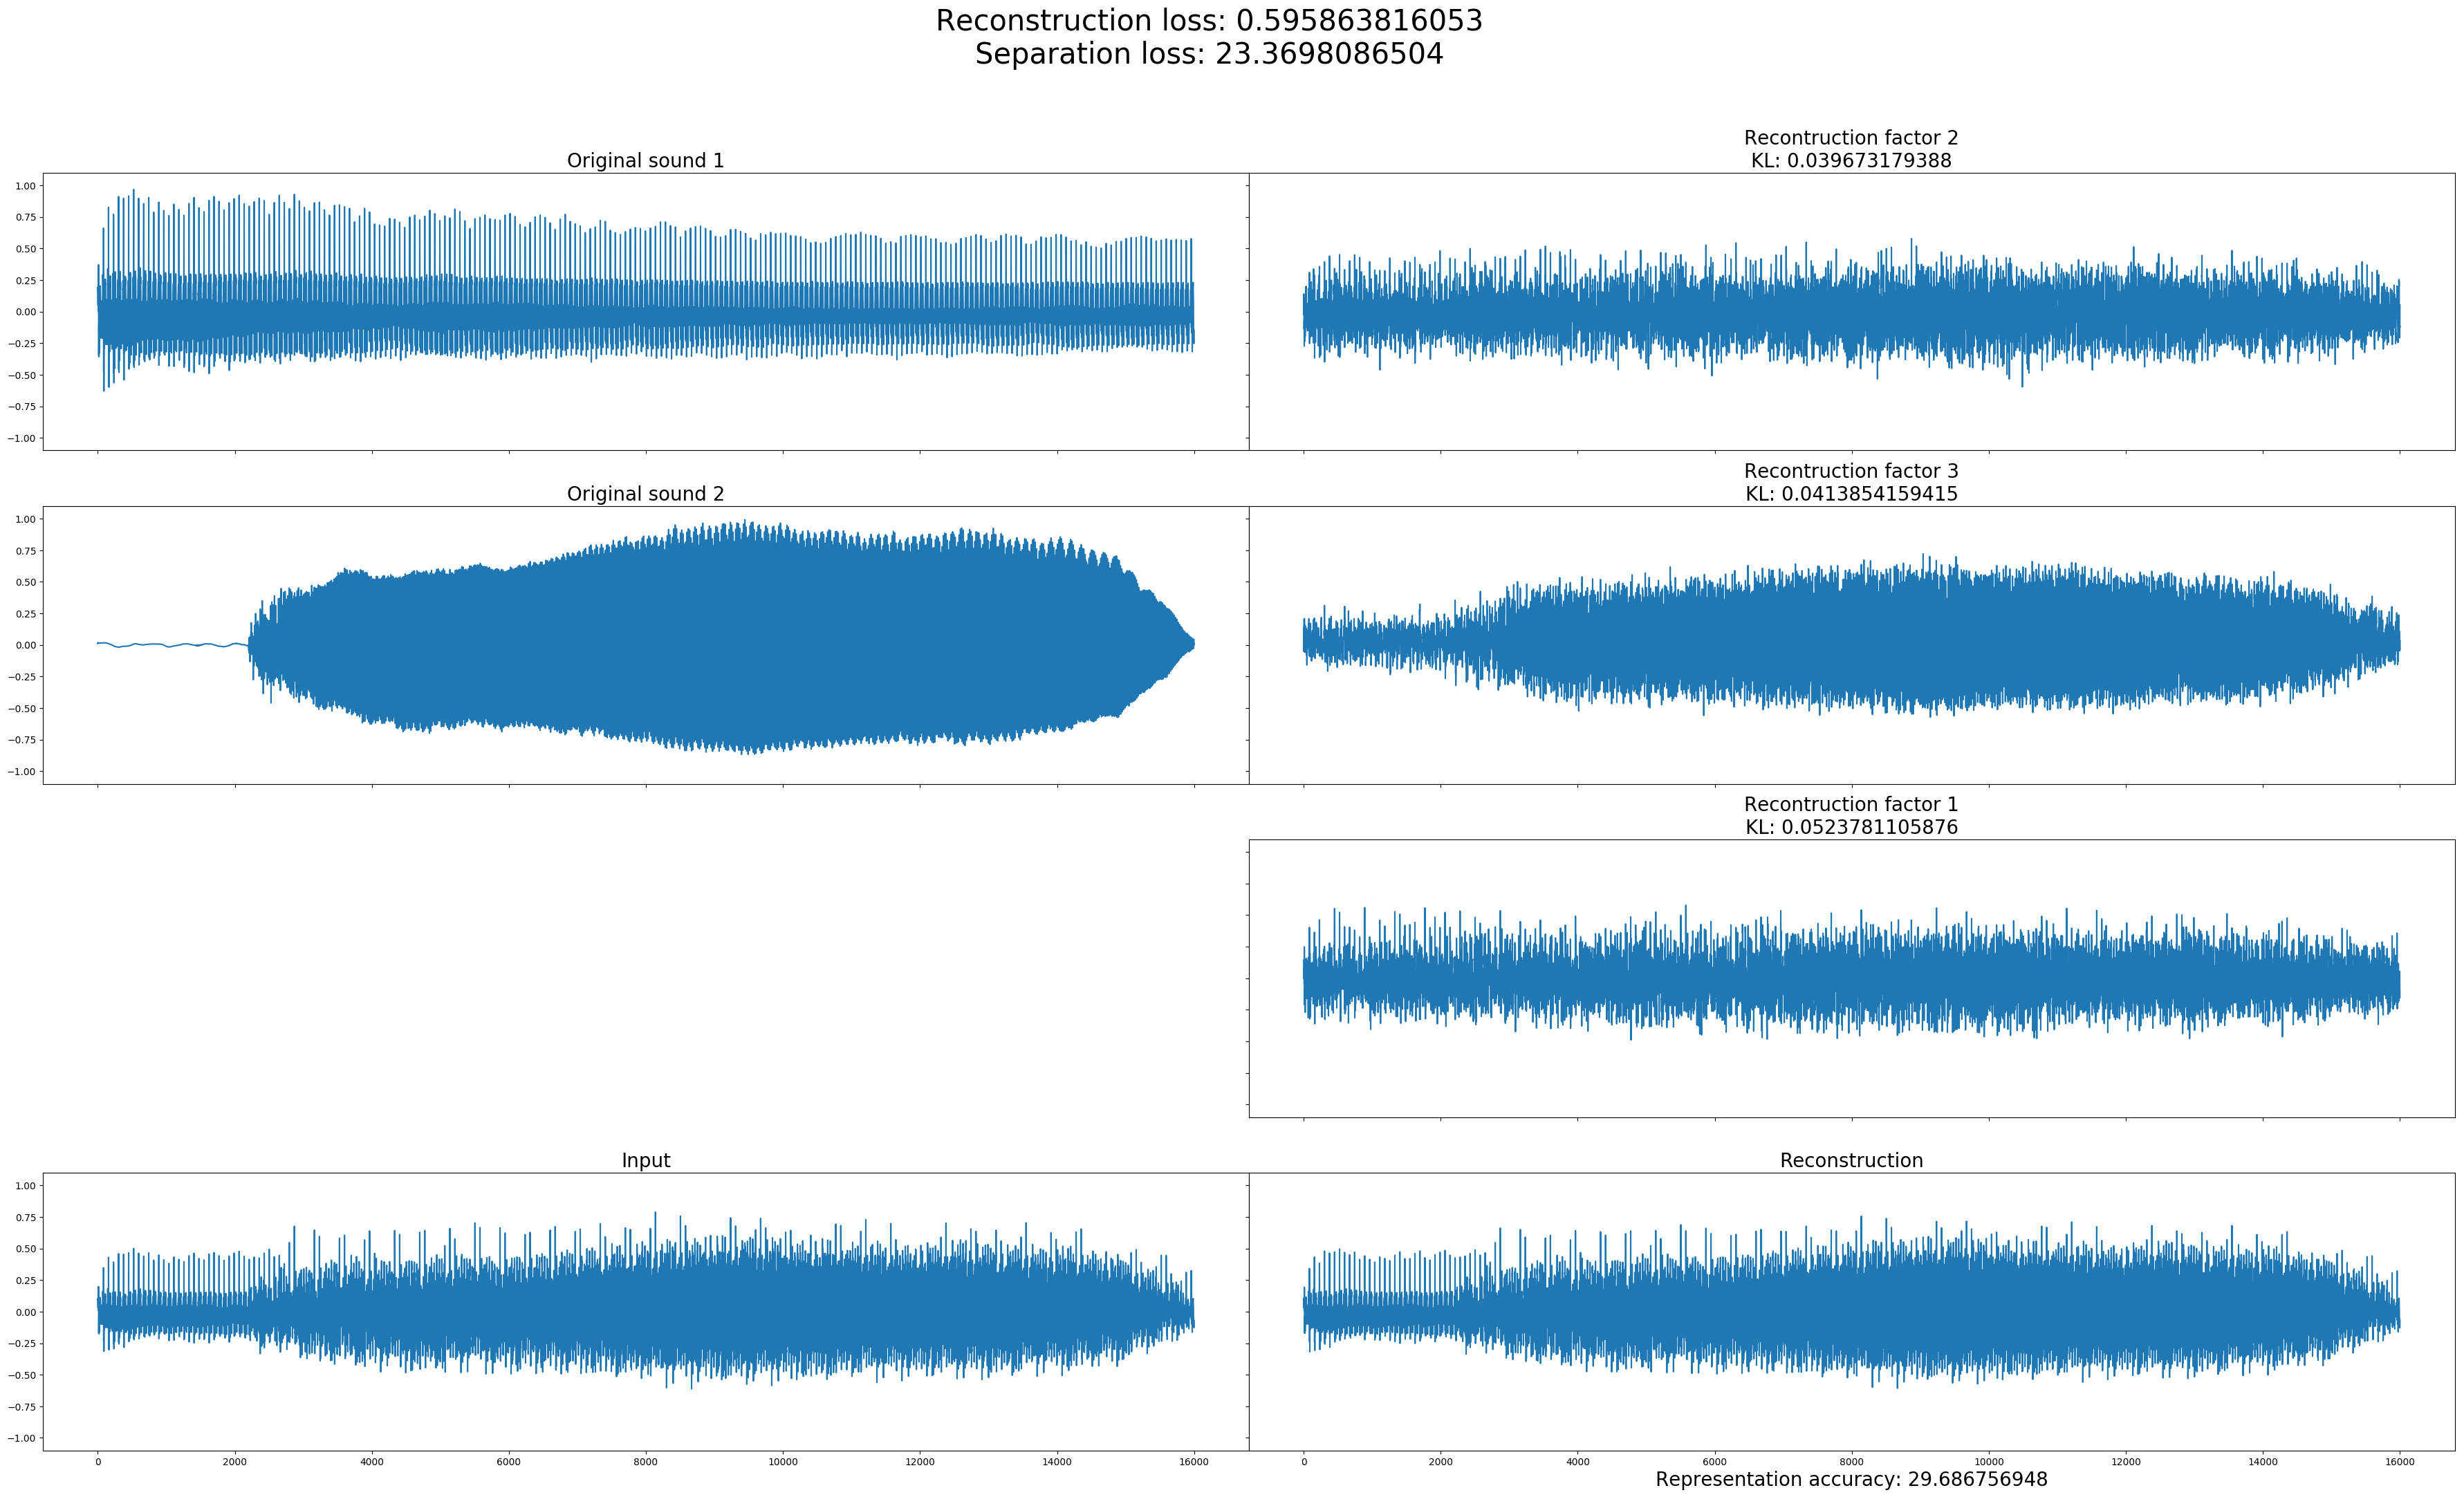 Reconstruction loss: 0.595863816053
Separation loss: 23.3698086504
Original sound 1
1.00
0.75
0.50
0.25
0.00
−0.25
−0.50
−0.75
−1.00
Recontruction factor 2
KL: 0.039673179388
Original sound 2
1.00
0.75
0.50
0.25
0.00
−0.25
−0.50
−0.75
−1.00
Recontruction factor 3
KL: 0.0413854159415
Recontruction factor 1
KL: 0.0523781105876
Input
1.00
0.75
0.50
0.25
0.00
−0.25
−0.50
−0.75
−1.00
0 2000 4000 6000 8000 10000 12000 14000 16000
Reconstruction
0 2000 4000 6000 8000 10000 12000 14000 16000
Representation accuracy: 29.686756948